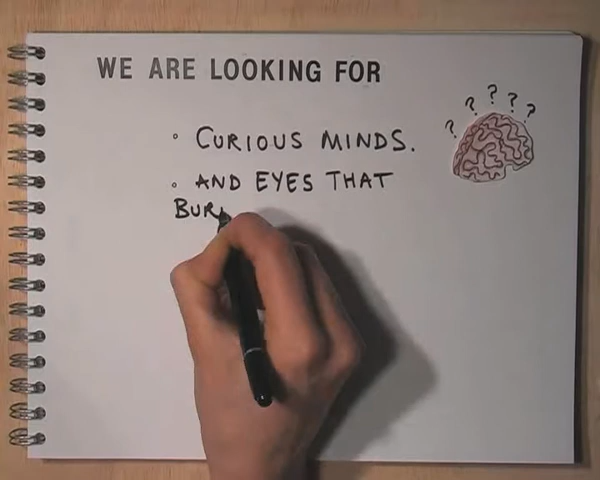 WE ARE LOOKING FOR
? ? ? ? ?
• CURIOUS MINDS.
• AND EYES THAT
BUR